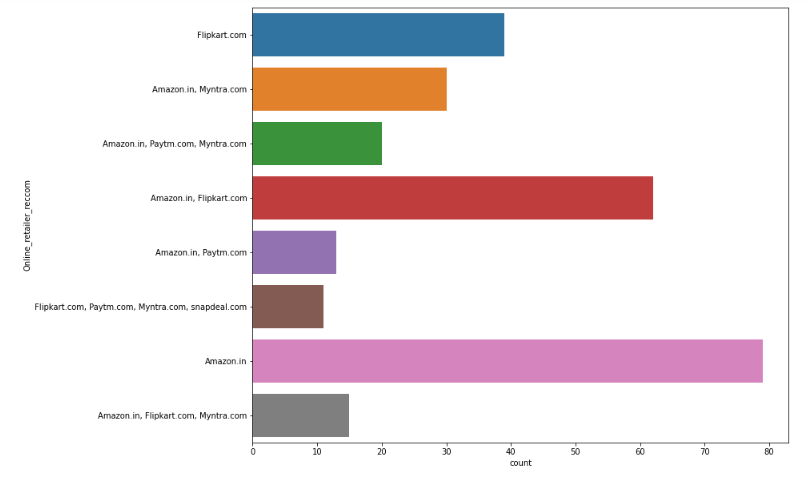 Online_retailer_reccom
Flipkart.com
Amazon.in, Myntra.com
Amazon.in, Paytm.com, Myntra.com
Amazon.in, Flipkart.com
Amazon.in, Paytm.com
Flipkart.com, Paytm.com, Myntra.com, snapdeal.com
Amazon.in
Amazon.in, Flipkart.com, Myntra.com
0 10 20 30 40 50 60 70 80
count